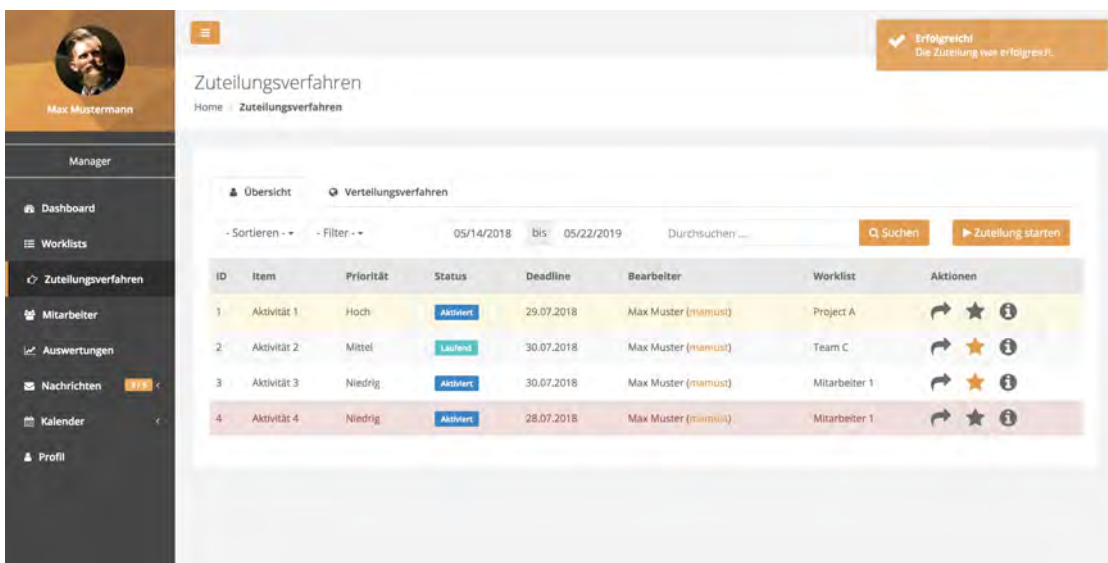 Max Mustermann
Manager
Dashboard
Worklists
Zuteilungsverfahren
Mitarbeiter
Auswertungen
Nachrichten
Kalender
Profil
Erfolgreich!
Die Zuteilung war erfolgreich.
Zuteilungsverfahren
Home / Zuteilungsverfahren
Übersicht Verteilungsverfahren
- Sortieren - - Filter - 05/14/2018 bis 05/22/2019 Durchsuchen ... Suchen Zuteilung starten
ID Item Priorität Status Deadline Bearbeiter Worklist Aktionen
1 Aktivität 1 Hoch Aktiviert 29.07.2018 Max Muster (mamust) Project A
2 Aktivität 2 Mittel Laufend 30.07.2018 Max Muster (mamust) Team C
3 Aktivität 3 Niedrig Aktiviert 30.07.2018 Max Muster (mamust) Mitarbeiter 1
4 Aktivität 4 Niedrig Aktiviert 28.07.2018 Max Muster (mamust) Mitarbeiter 1